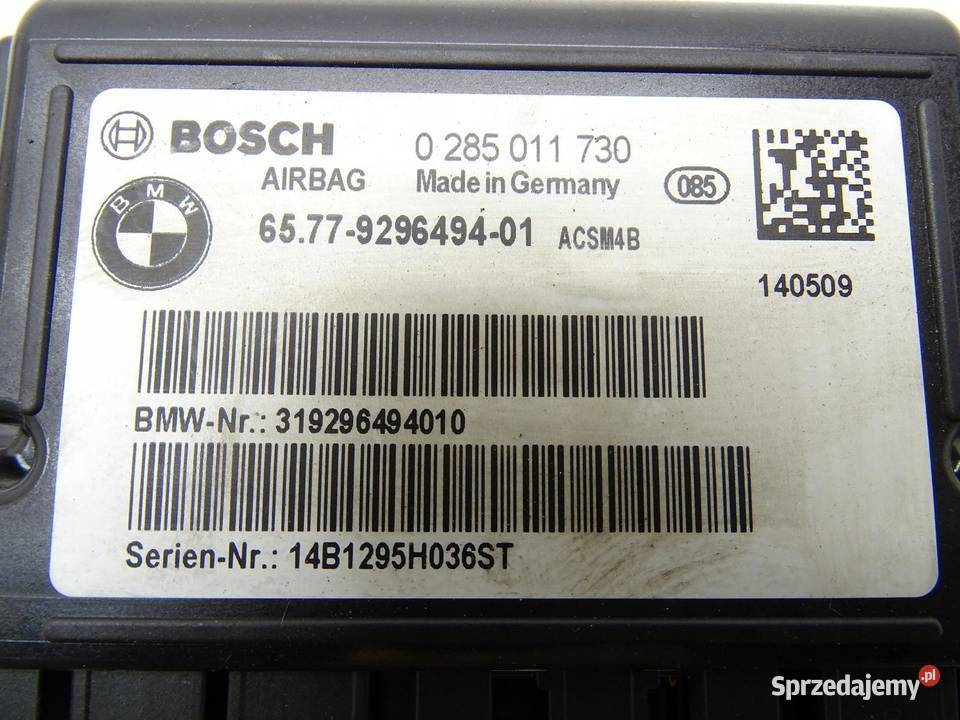 BOSCH 0 285 011 730
AIRBAG Made in Germany 085
BMW
65.77-9296494-01 ACSM4B
140509
BMW-Nr.: 319296494010
Serien-Nr.: 14B1295H036ST
Sprzedajemy.pl